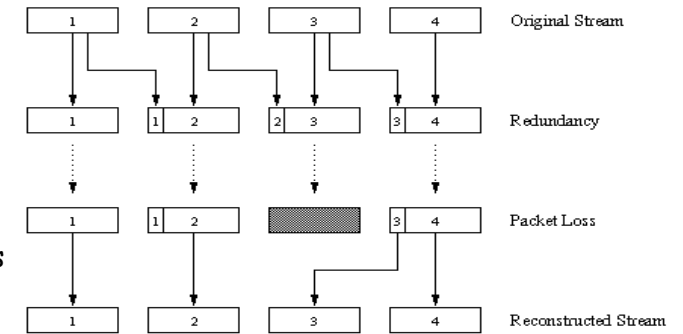 1 2 3 4 Original Stream
1 1 2 2 3 3 4 Redundancy
1 1 2 3 4 Packet Loss
s
1 2 3 4 Reconstructed Stream